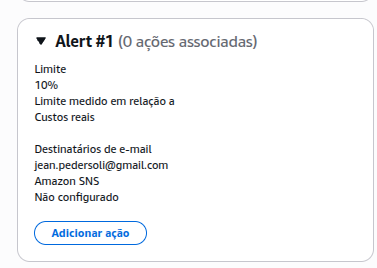 Alert #1 (0 ações associadas)
Limite
10%
Limite medido em relação a
Custos reais
Destinatários de e-mail
jean.pedersoli@gmail.com
Amazon SNS
Não configurado
Adicionar ação